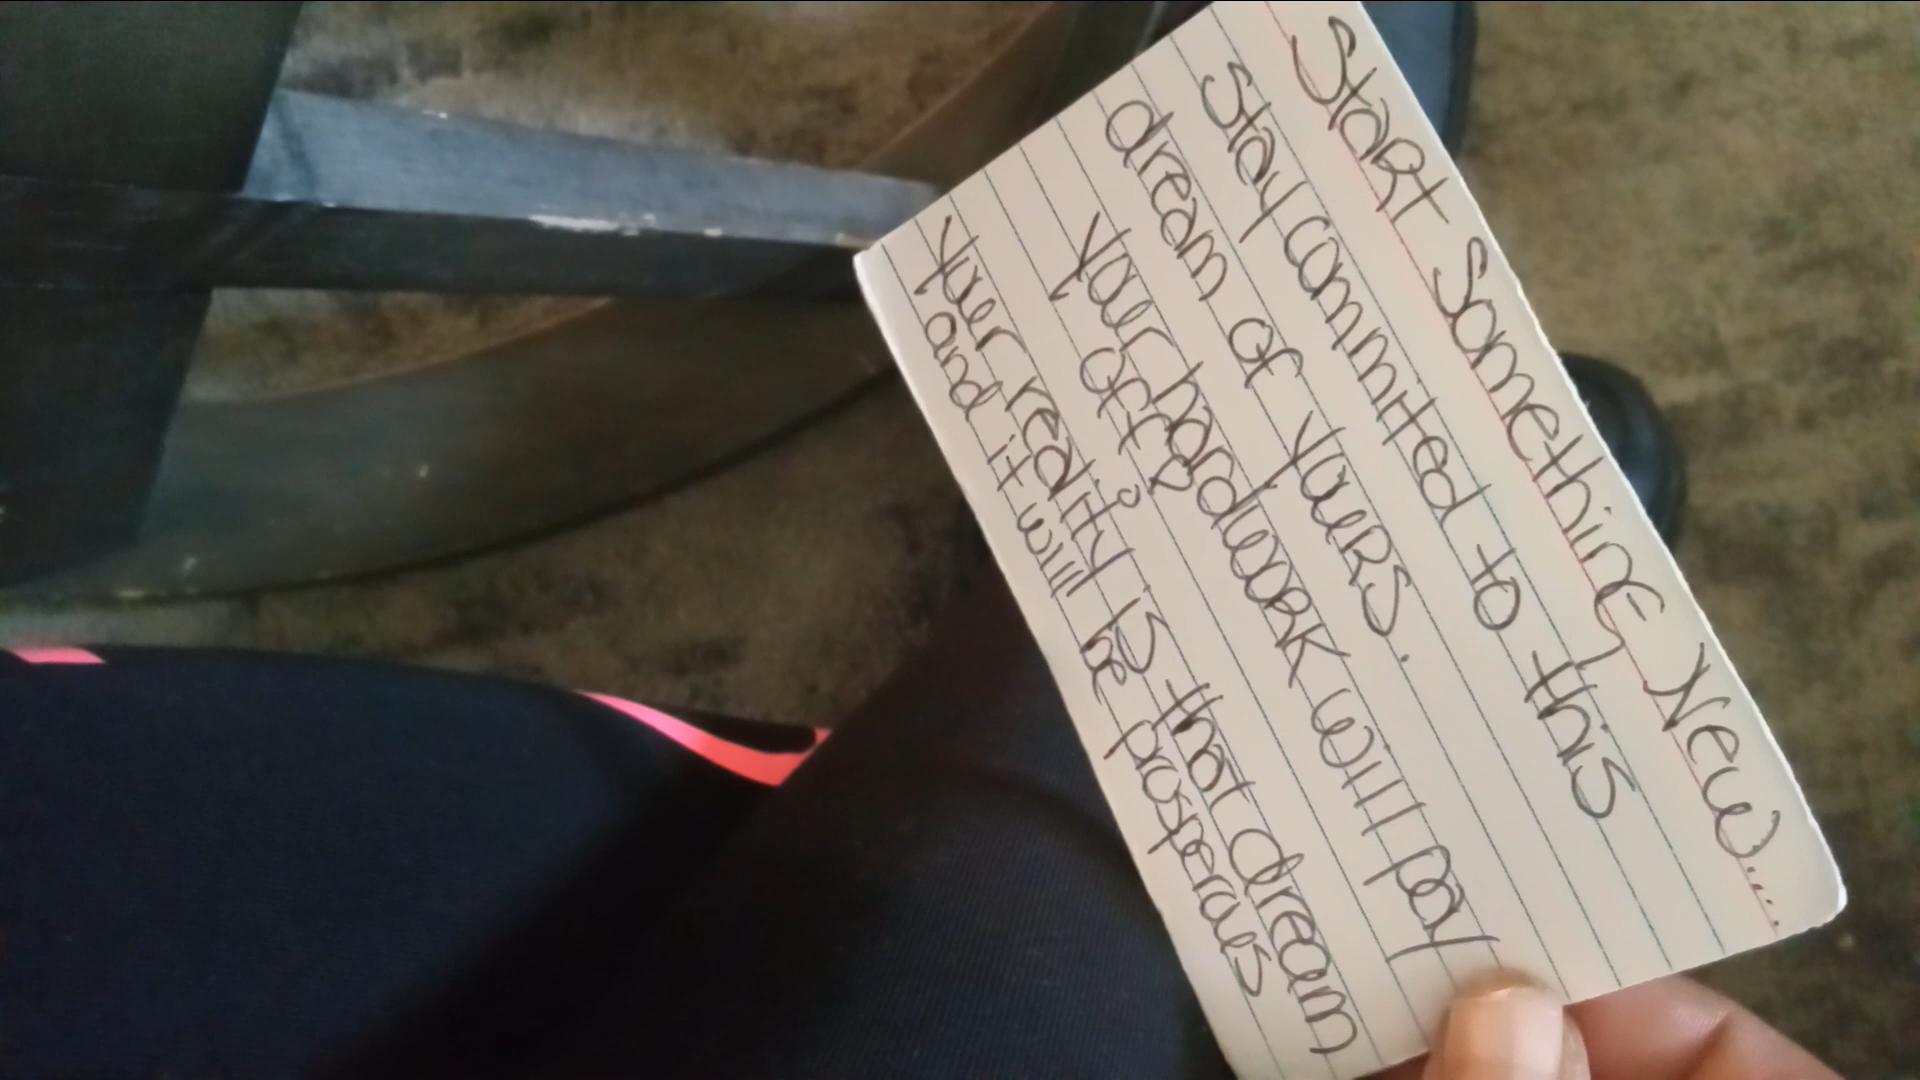 Start something New....
Stay committed to this
dream of yours.
Your hardwork will pay
off!
Your reality is that dream
and it will be prosperous